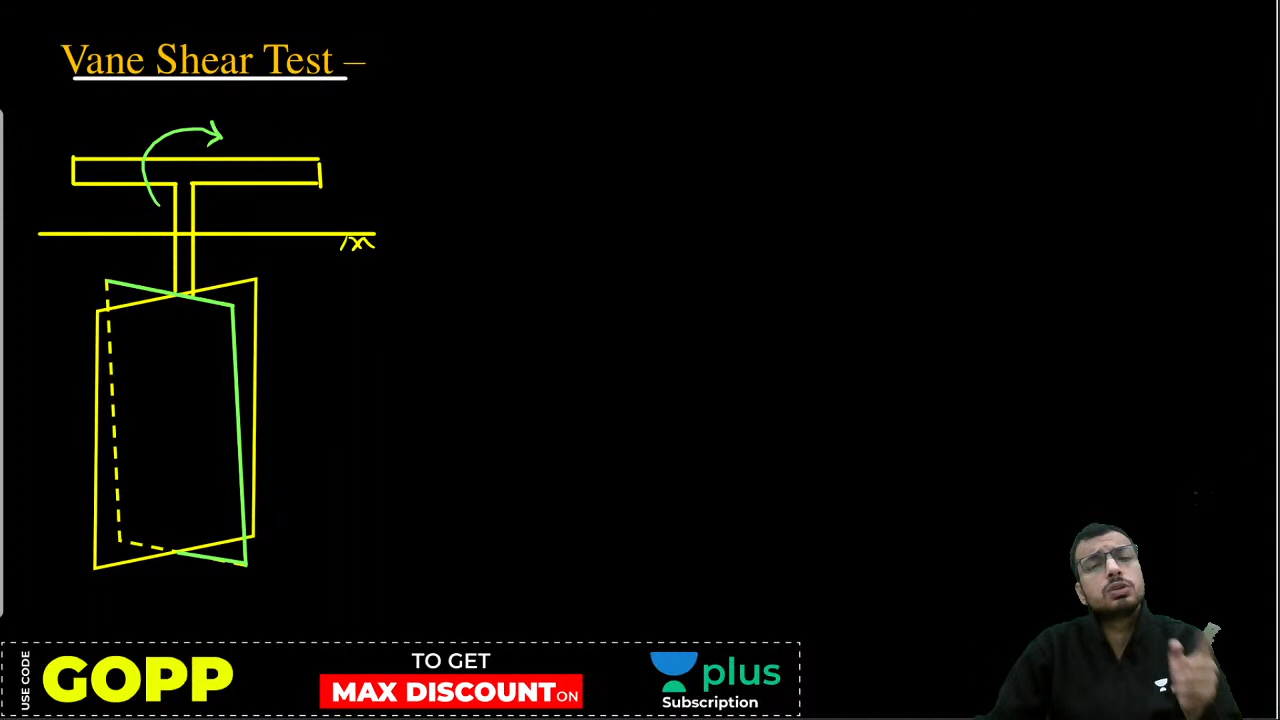 Vane Shear Test –
USE CODE
GOPP
TO GET
MAX DISCOUNT ON
plus
Subscription